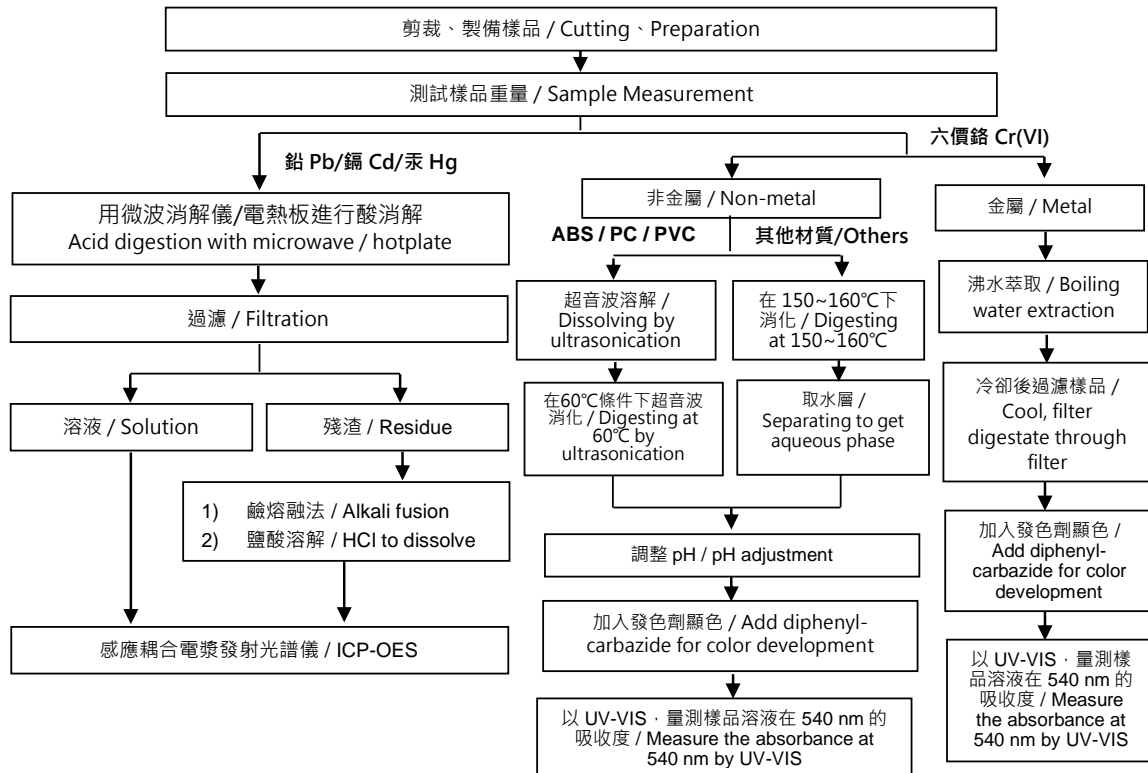 剪裁、製備樣品 / Cutting、Preparation
測試樣品重量 / Sample Measurement
鉛 Pb/鎘 Cd/汞 Hg
六價鉻 Cr(VI)
用微波消解儀/電熱板進行酸消解
Acid digestion with microwave / hotplate
過濾 / Filtration
溶液 / Solution
殘渣 / Residue
1) 鹼熔融法 / Alkali fusion
2) 鹽酸溶解 / HCl to dissolve
感應耦合電漿發射光譜儀 / ICP-OES
非金屬 / Non-metal
ABS / PC / PVC
其他材質/Others
超音波溶解 /
Dissolving by
ultrasonication
在60℃條件下超音波
消化 / Digesting at
60℃ by
ultrasonication
在 150~160℃下
消化 / Digesting
at 150~160℃
取水層 /
Separating to get
aqueous phase
調整 pH / pH adjustment
加入發色劑顯色 / Add diphenyl-
carbazide for color development
以 UV-VIS，量測樣品溶液在 540 nm 的
吸收度 / Measure the absorbance at
540 nm by UV-VIS
金屬 / Metal
沸水萃取 / Boiling
water extraction
冷卻後過濾樣品 /
Cool, filter
digestate through
filter
加入發色劑顯色 /
Add diphenyl-
carbazide for color
development
以 UV-VIS，量測樣
品溶液在 540 nm 的
吸收度 / Measure
the absorbance at
540 nm by UV-VIS